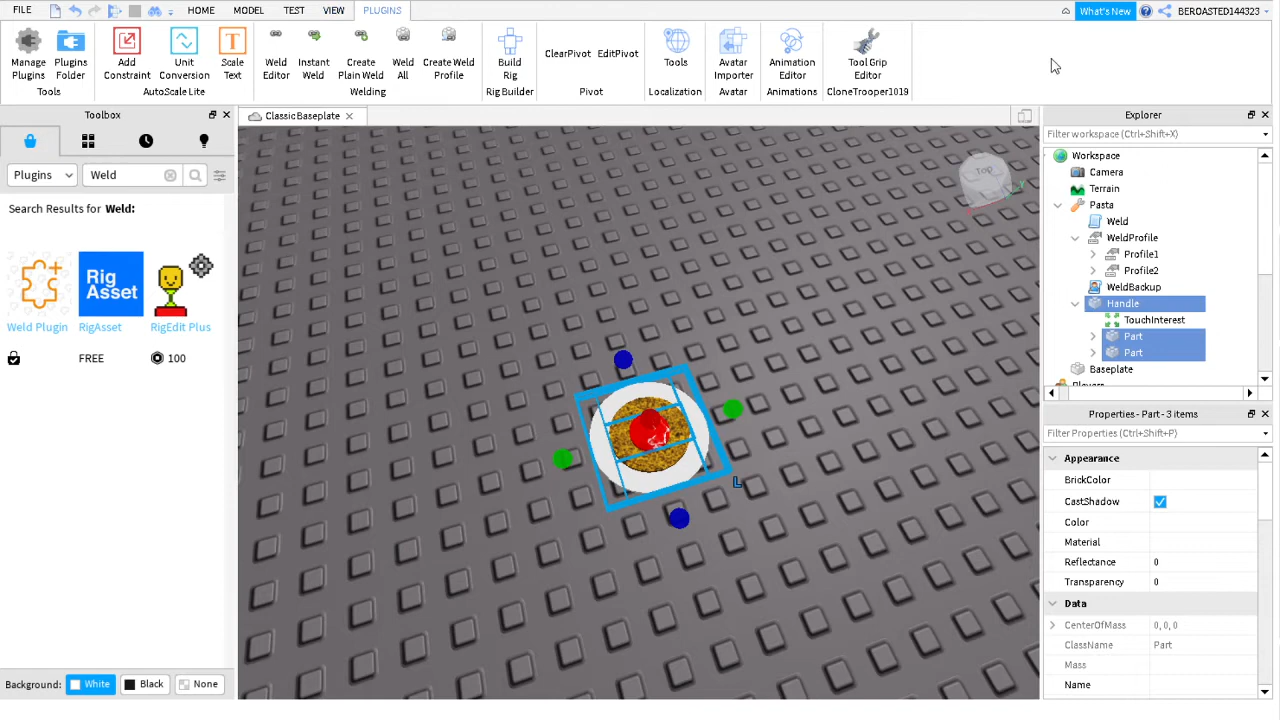 FILE HOME MODEL TEST VIEW PLUGINS What's New BEROASTED144323
Manage Plugins
Plugins Folder
Tools
Add Constraint
Unit Conversion
Scale Text
AutoScale Lite
Weld Editor
Instant Weld
Create Plain Weld
Weld All
Create Weld Profile
Welding
Build Rig
Rig Builder
ClearPivot EditPivot
Pivot
Tools
Localization
Avatar Importer
Avatar
Animation Editor
Animations
Tool Grip Editor
CloneTrooper1019
Toolbox
Plugins Weld
Search Results for Weld:
Weld Plugin RigAsset RigEdit Plus
FREE 100
Rig Asset
Background: White Black None
ClassicBaseplate
Top
Y
L
Explorer
Filter workspace (Ctrl+Shift+X)
Workspace
Camera
Terrain
Pasta
Weld
WeldProfile
Profile1
Profile2
WeldBackup
Handle
TouchInterest
Part
Part
Baseplate
Players
Properties - Part - 3 items
Filter Properties (Ctrl+Shift+P)
Appearance
BrickColor
CastShadow
Color
Material
Reflectance 0
Transparency 0
Data
CenterOfMass 0, 0, 0
ClassName Part
Mass
Name